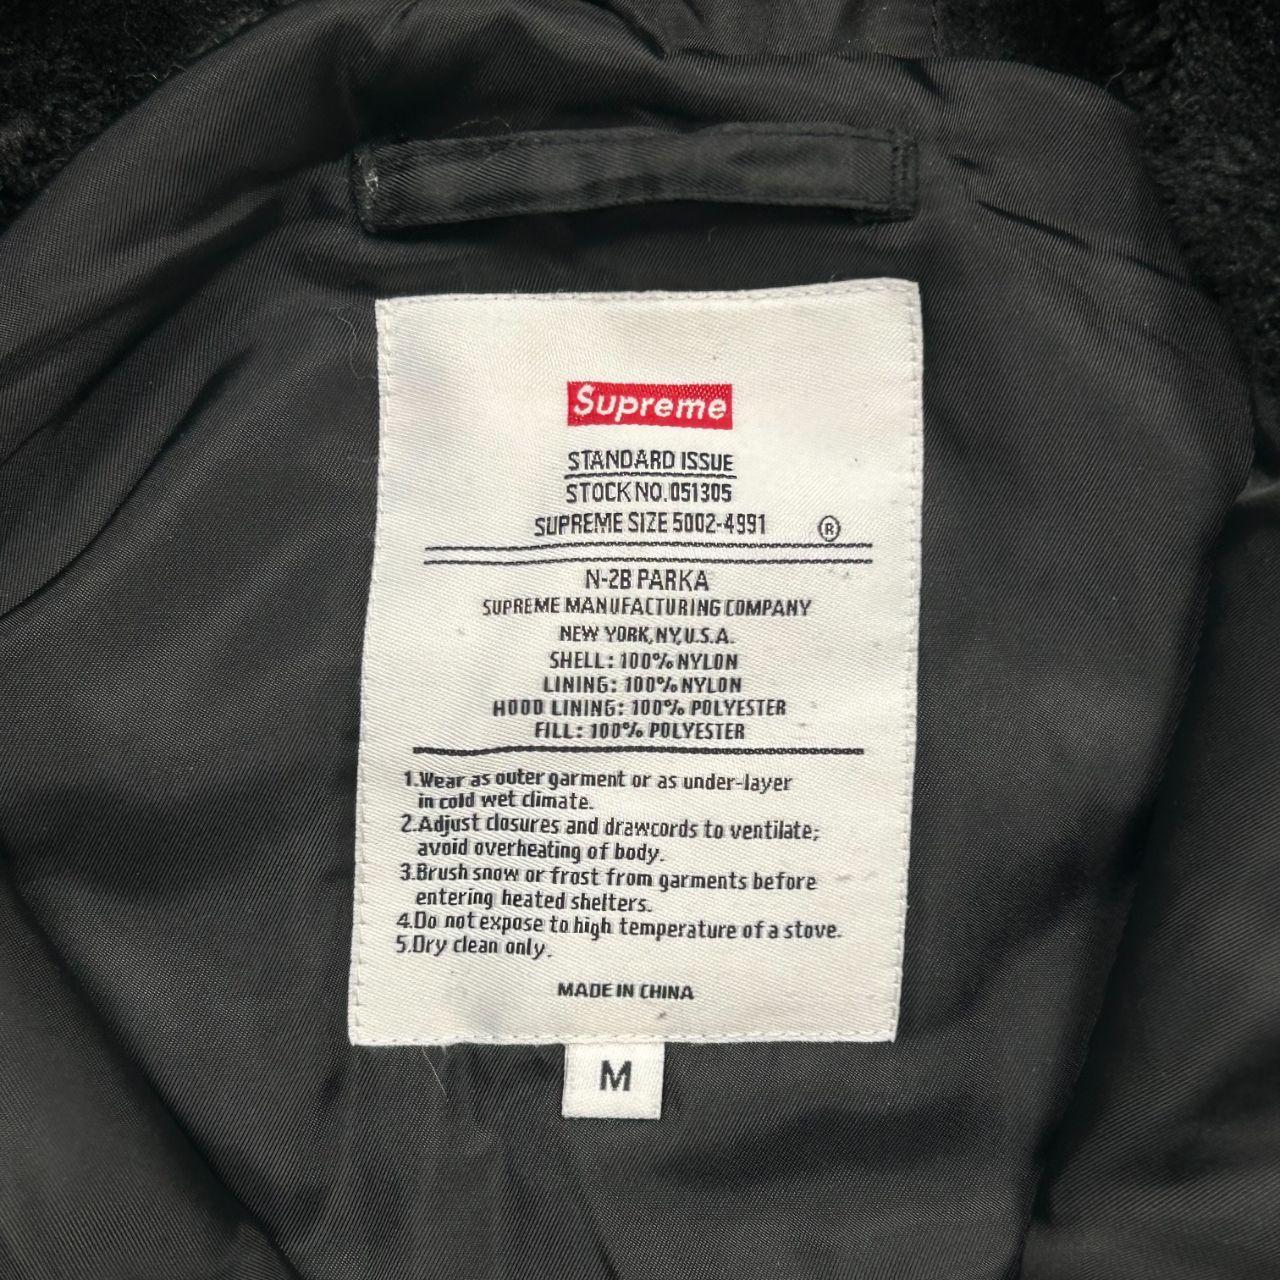 Supreme
STANDARD ISSUE
STOCK NO. 051305
SUPREME SIZE 5002-4991 ®
N-2B PARKA
SUPREME MANUFACTURING COMPANY
NEW YORK, NY, U.S.A.
SHELL: 100% NYLON
LINING: 100% NYLON
HOOD LINING: 100% POLYESTER
FILL: 100% POLYESTER
1.Wear as outer garment or as under-layer
in cold wet climate.
2.Adjust closures and drawcords to ventilate;
avoid overheating of body.
3.Brush snow or frost from garments before
entering heated shelters.
4.Do not expose to high temperature of a stove.
5.Dry clean only.
MADE IN CHINA
M